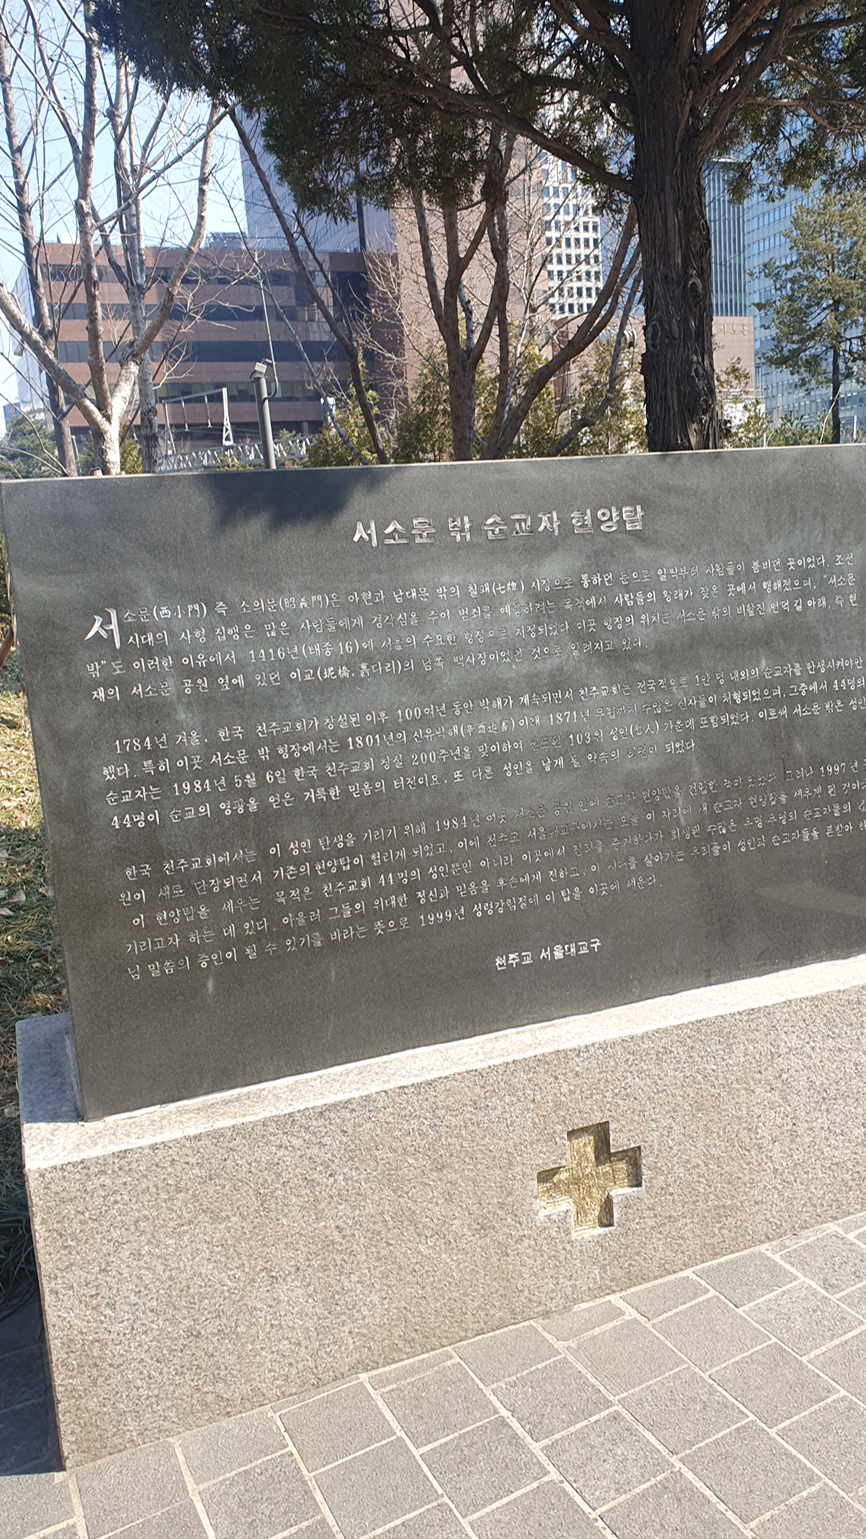 서소문 밖 순교자 현양탑
서소문(西小門) 즉 소의문(昭義門)은 아현과 남대문 밖의 칠패(七牌) 시장으로 통하던 문으로 일찍부터 사람들이 붐비던 곳이었다. 조선
시대의 사형 집행은 많은 사람들에게 경각심을 주어 범죄를 예방하려는 목적에서 사람들의 왕래가 잦은 곳에서 행해졌으며, "서소문
밖"도 이러한 이유에서 1416년(태종 16)에 서울의 주요한 형장으로 지정되었다. 이곳 형장의 위치는 서소문 밖의 비탈진 언덕 길 아래, 즉 현
재의 서소문 공원 옆에 있던 이교(圯橋, 흙다리)의 남쪽 백사장이었던 것으로 알려지고 있다.
1784년 겨울, 한국 천주교회가 창설된 이후 100여년 동안 박해가 계속되면서 천주교회는 전국적으로 1만 명 내외의 순교자를 탄생시켜야만
했다. 특히 이곳 서소문 밖 형장에서는 1801년의 신유박해(辛酉迫害) 이래 1871년 신자들이 처형되었으며, 그중에서 44명의
순교자는 1984년 5월 6일 한국 천주교회 창설 200주년을 맞이하여 선포된 103위 성인(聖人) 가운데 포함되었다. 이로써 서소문 밖은 성인
44명이 순교의 영광을 얻은 거룩한 믿음의 터전이요, 또 다른 성인을 낳게 될 약속의 터전이 되었다.
한국 천주교회에서는 이 성인 탄생을 기리기 위해 1984년 이곳 서소문 공원 안에 순교자 현양탑을 건립한 그러나 1997년
원이 새로 단장되면서 기존의 현양탑이 헐리게 되었고, 이에 천주교 서울대교구에서는 오늘 이 자리에 새 순교자 현양탑을 세우게 된 것이
이 현양탑을 세우는 목적은 천주교회 44명의 성인뿐만 아니라 이곳에서 진리를 증거하다가 희생된 수많은 무명 순교자들의
기리고자 하는 데 있다. 아울러 그들의 위대한 정신과 믿음을 후손에게 전하고, 이 시대를 살아가는 우리들이 성인과 순교자들을 본받아
님 말씀의 증인이 될 수 있기를 바라는 뜻으로 1999년 성령강림절에 이 탑을 이곳에 세운다.
천주교 서울대교구